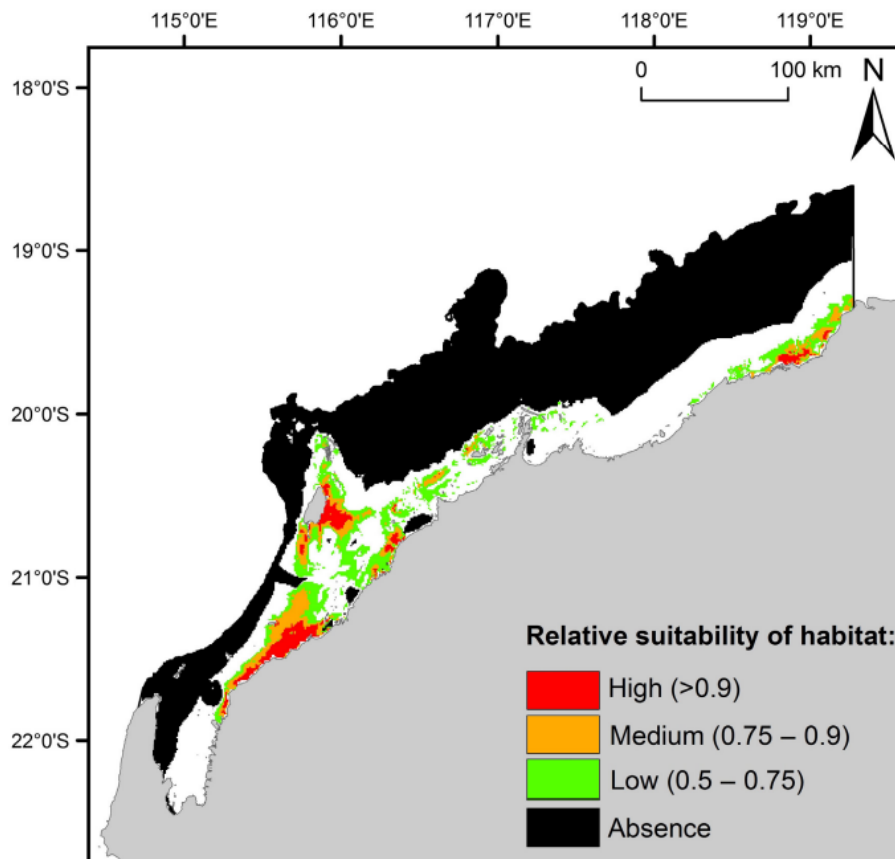 115°0'E 116°0'E 117°0'E 118°0'E 119°0'E
0 100 km N
18°0'S
19°0'S
20°0'S
21°0'S
22°0'S
Relative suitability of habitat:
High (>0.9)
Medium (0.75 – 0.9)
Low (0.5 – 0.75)
Absence